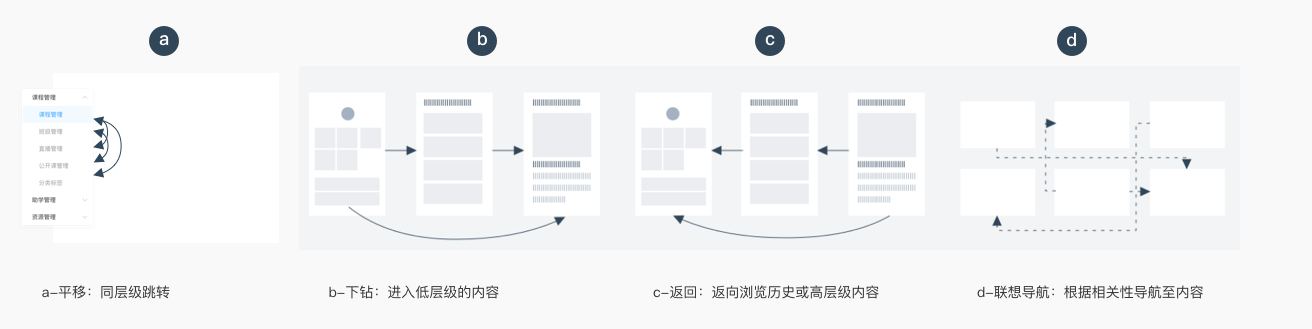 a
b
c
d
课程管理
课程管理
班级管理
直播管理
公开课管理
分类标签
助学管理
资源管理
a–平移：同层级跳转
b–下钻：进入低层级的内容
c–返回：返向浏览历史或高层级内容
d–联想导航：根据相关性导航至内容